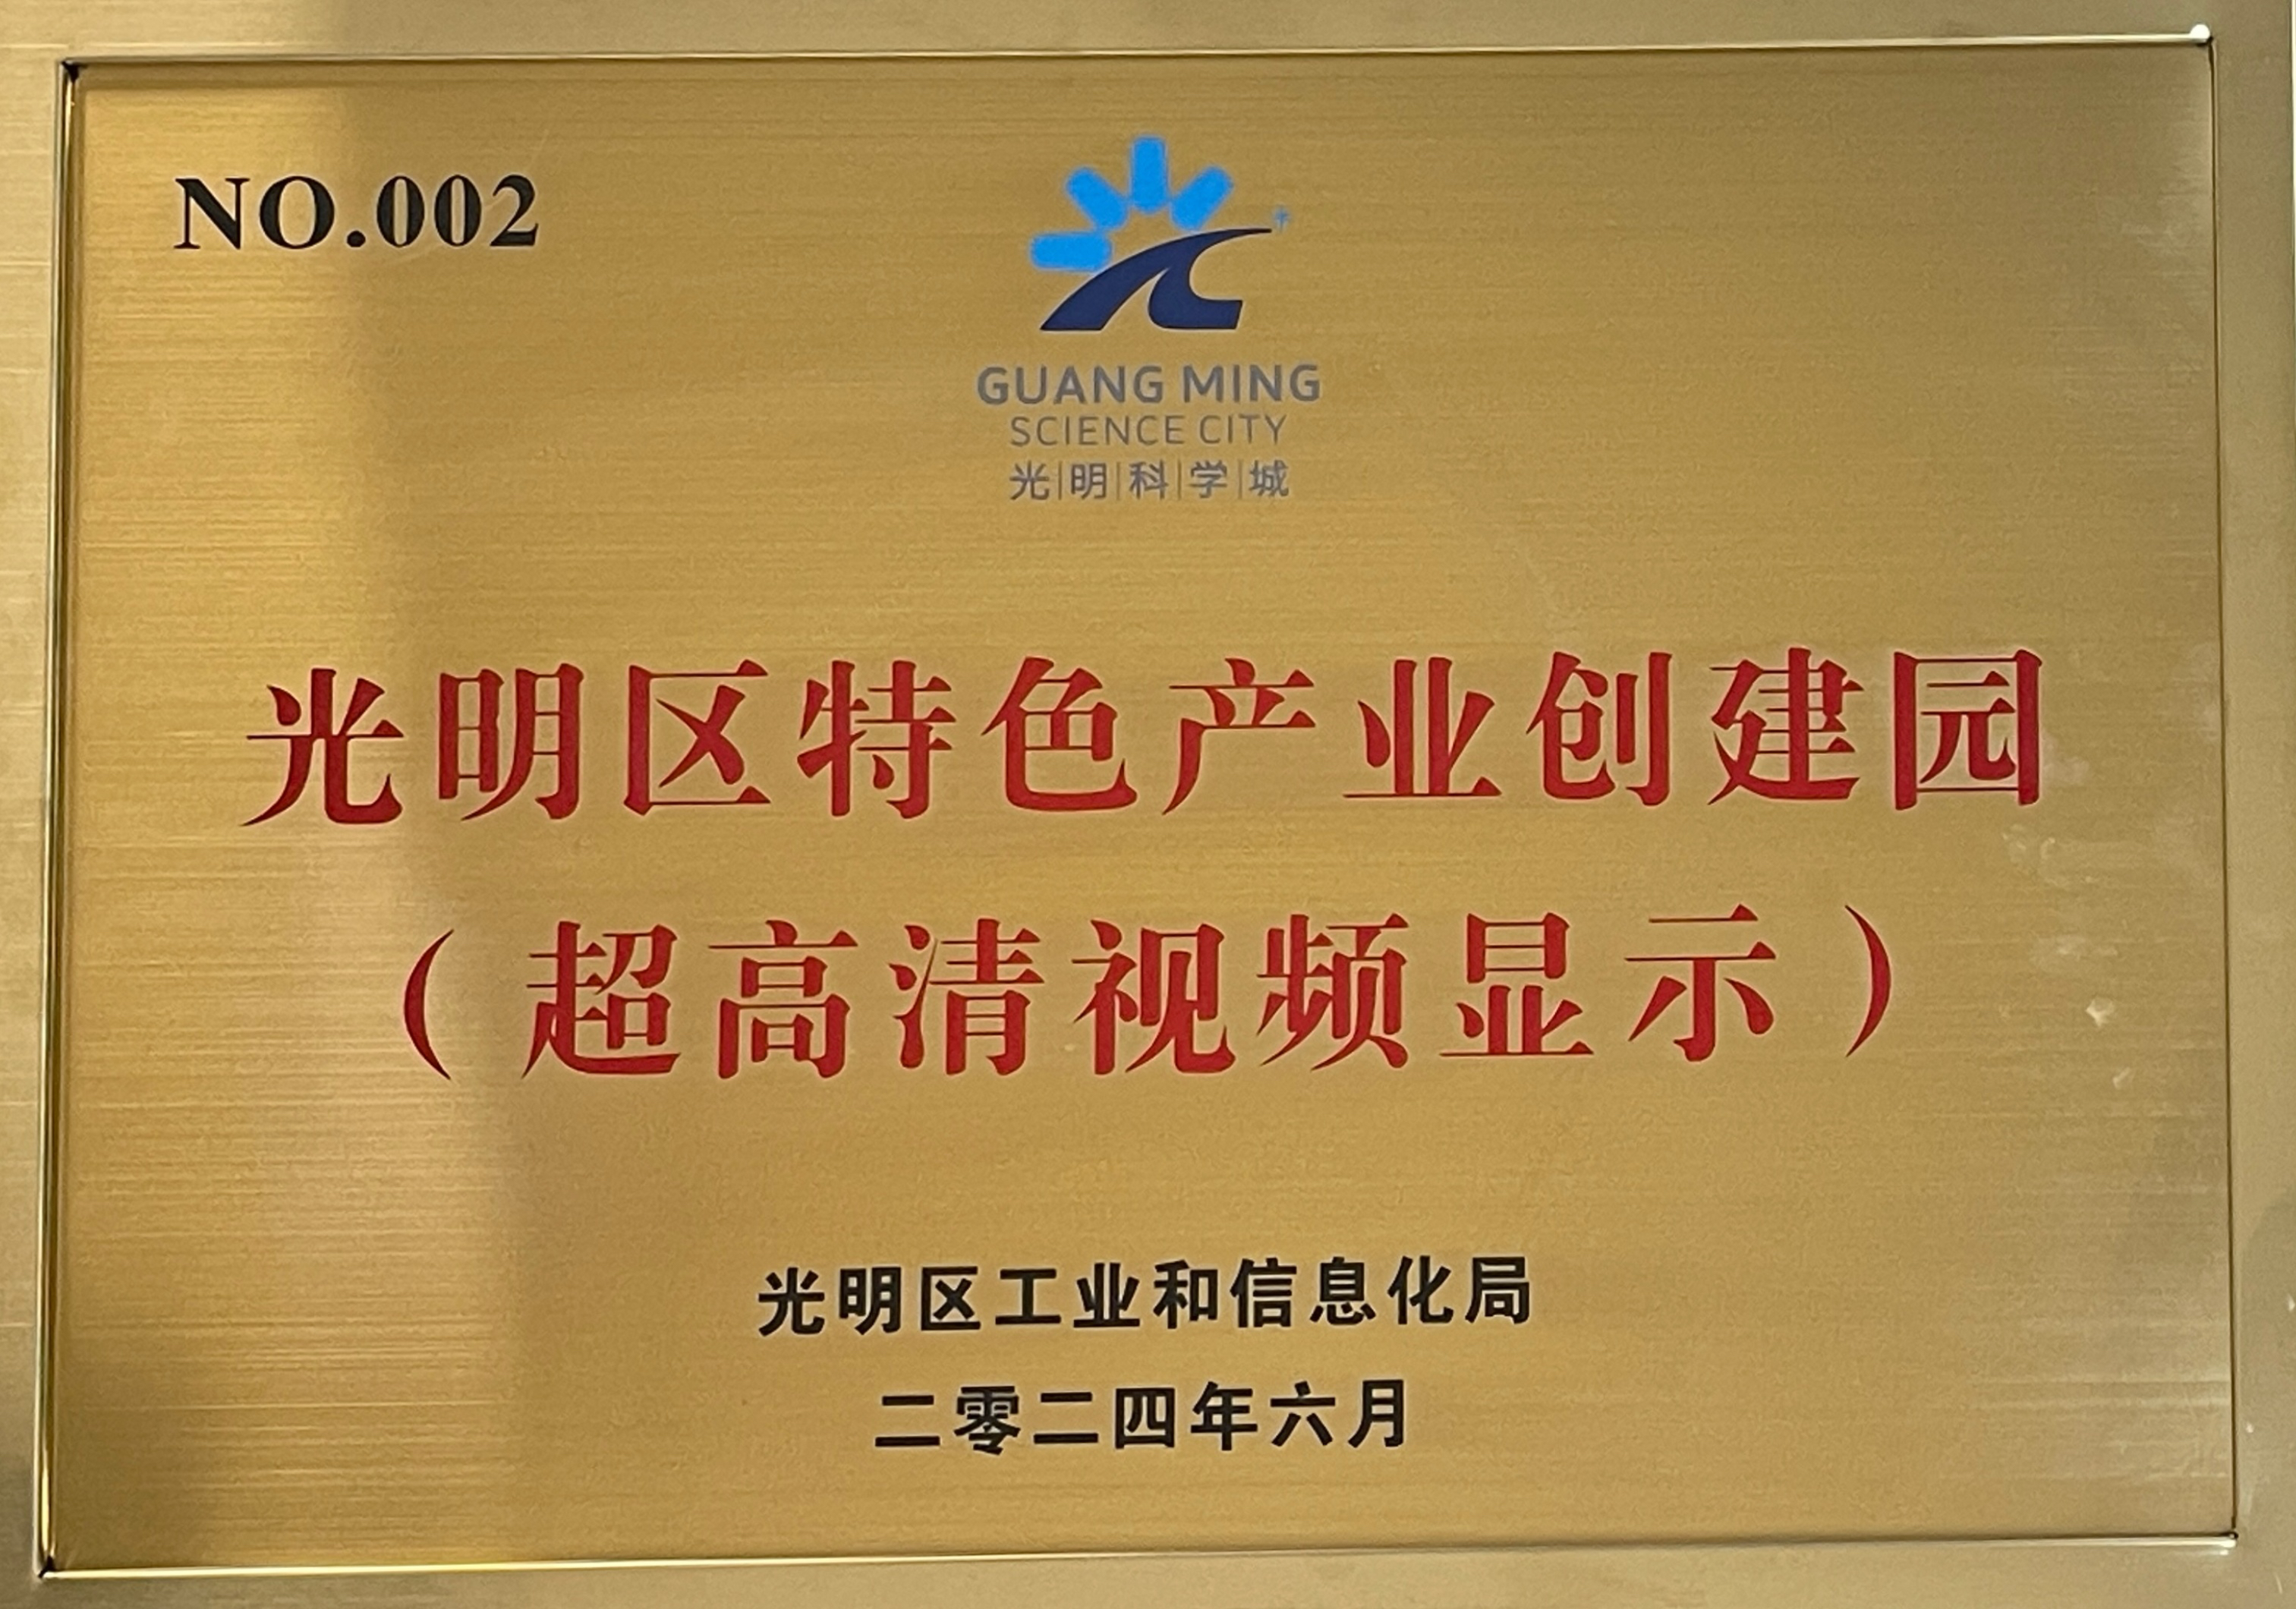 NO.002
GUANG MING
SCIENCE CITY
光|明|科|学|城
光明区特色产业创建园
（超高清视频显示）
光明区工业和信息化局
二零二四年六月